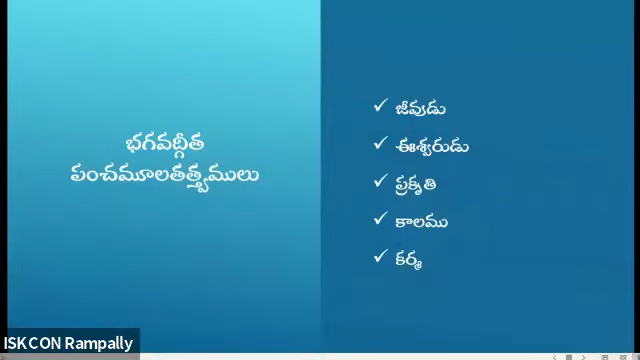 భగవద్గీత
పంచమూలతత్త్వములు
✓ జీవుడు
✓ ఈశ్వరుడు
✓ ప్రకృతి
✓ కాలము
✓ కర్మ
ISKCON Rampally